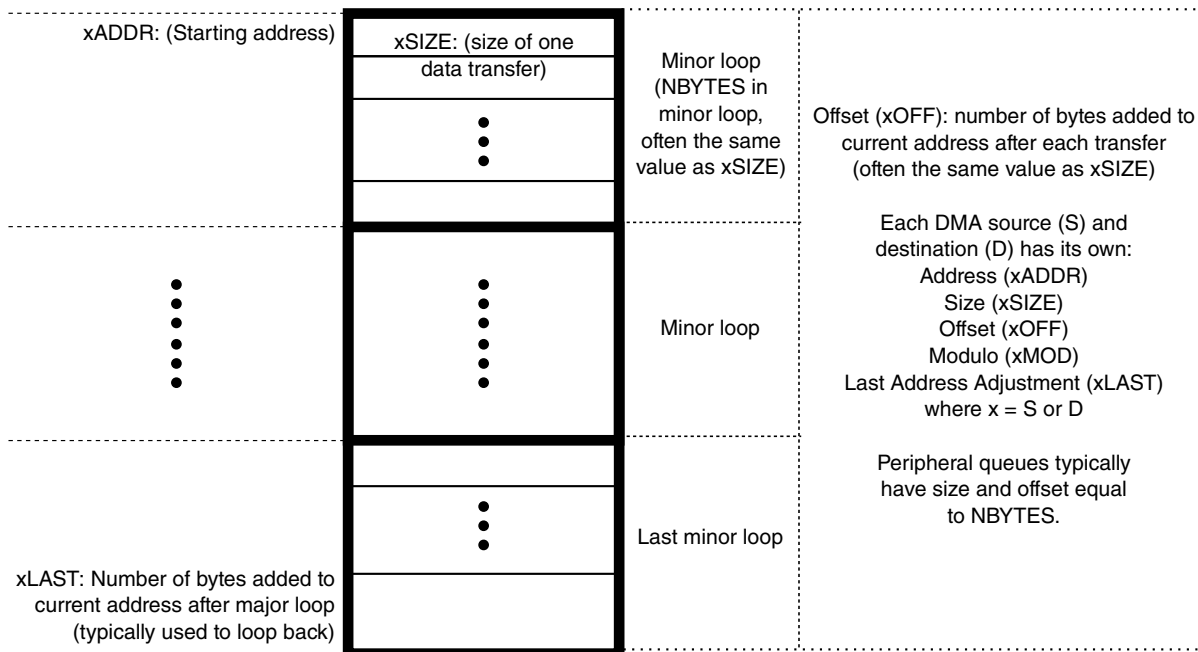 xADDR: (Starting address)
xSIZE: (size of one
data transfer)
Minor loop
(NBYTES in
minor loop,
often the same
value as xSIZE)
Offset (xOFF): number of bytes added to
current address after each transfer
(often the same value as xSIZE)
Each DMA source (S) and
destination (D) has its own:
Address (xADDR)
Size (xSIZE)
Offset (xOFF)
Modulo (xMOD)
Last Address Adjustment (xLAST)
where x = S or D
Peripheral queues typically
have size and offset equal
to NBYTES.
Minor loop
Last minor loop
xLAST: Number of bytes added to
current address after major loop
(typically used to loop back)